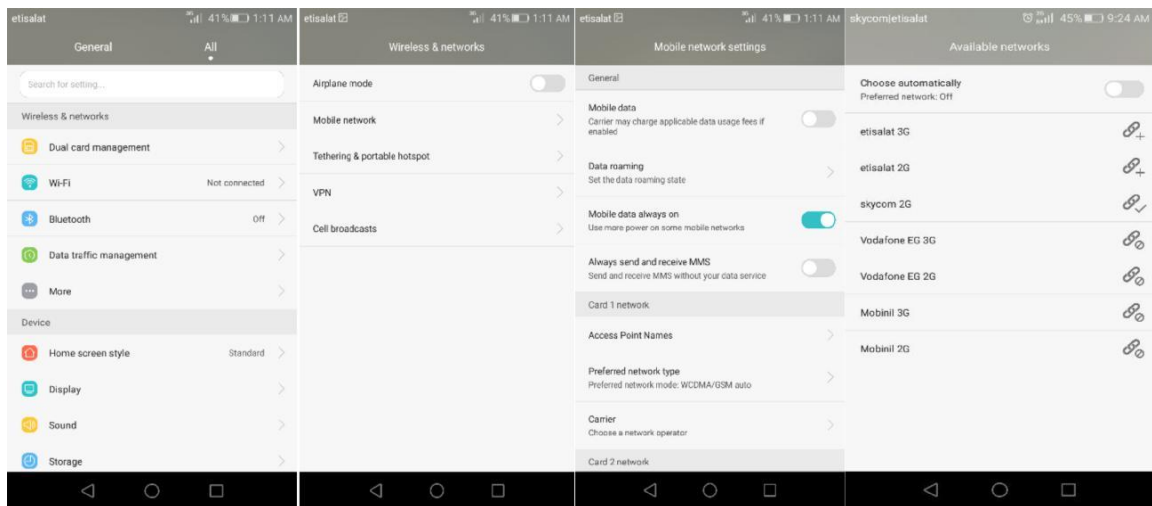 etisalat 41% 1:11 AM
General All
Search for setting...
Wireless & networks
Dual card management
Wi-Fi Not connected
Bluetooth Off
Data traffic management
More
Device
Home screen style Standard
Display
Sound
Storage
etisalat 41% 1:11 AM
Wireless & networks
Airplane mode
Mobile network
Tethering & portable hotspot
VPN
Cell broadcasts
etisalat 41% 1:11 AM
Mobile network settings
General
Mobile data
Carrier may charge applicable data usage fees if
enabled
Data roaming
Set the data roaming state
Mobile data always on
Use more power on some mobile networks
Always send and receive MMS
Send and receive MMS without your data service
Card 1 network
Access Point Names
Preferred network type
Preferred network mode: WCDMA/GSM auto
Carrier
Choose a network operator
Card 2 network
skycom|etisalat 45% 9:24 AM
Available networks
Choose automatically
Preferred network: Off
etisalat 3G
etisalat 2G
skycom 2G
Vodafone EG 3G
Vodafone EG 2G
Mobinil 3G
Mobinil 2G